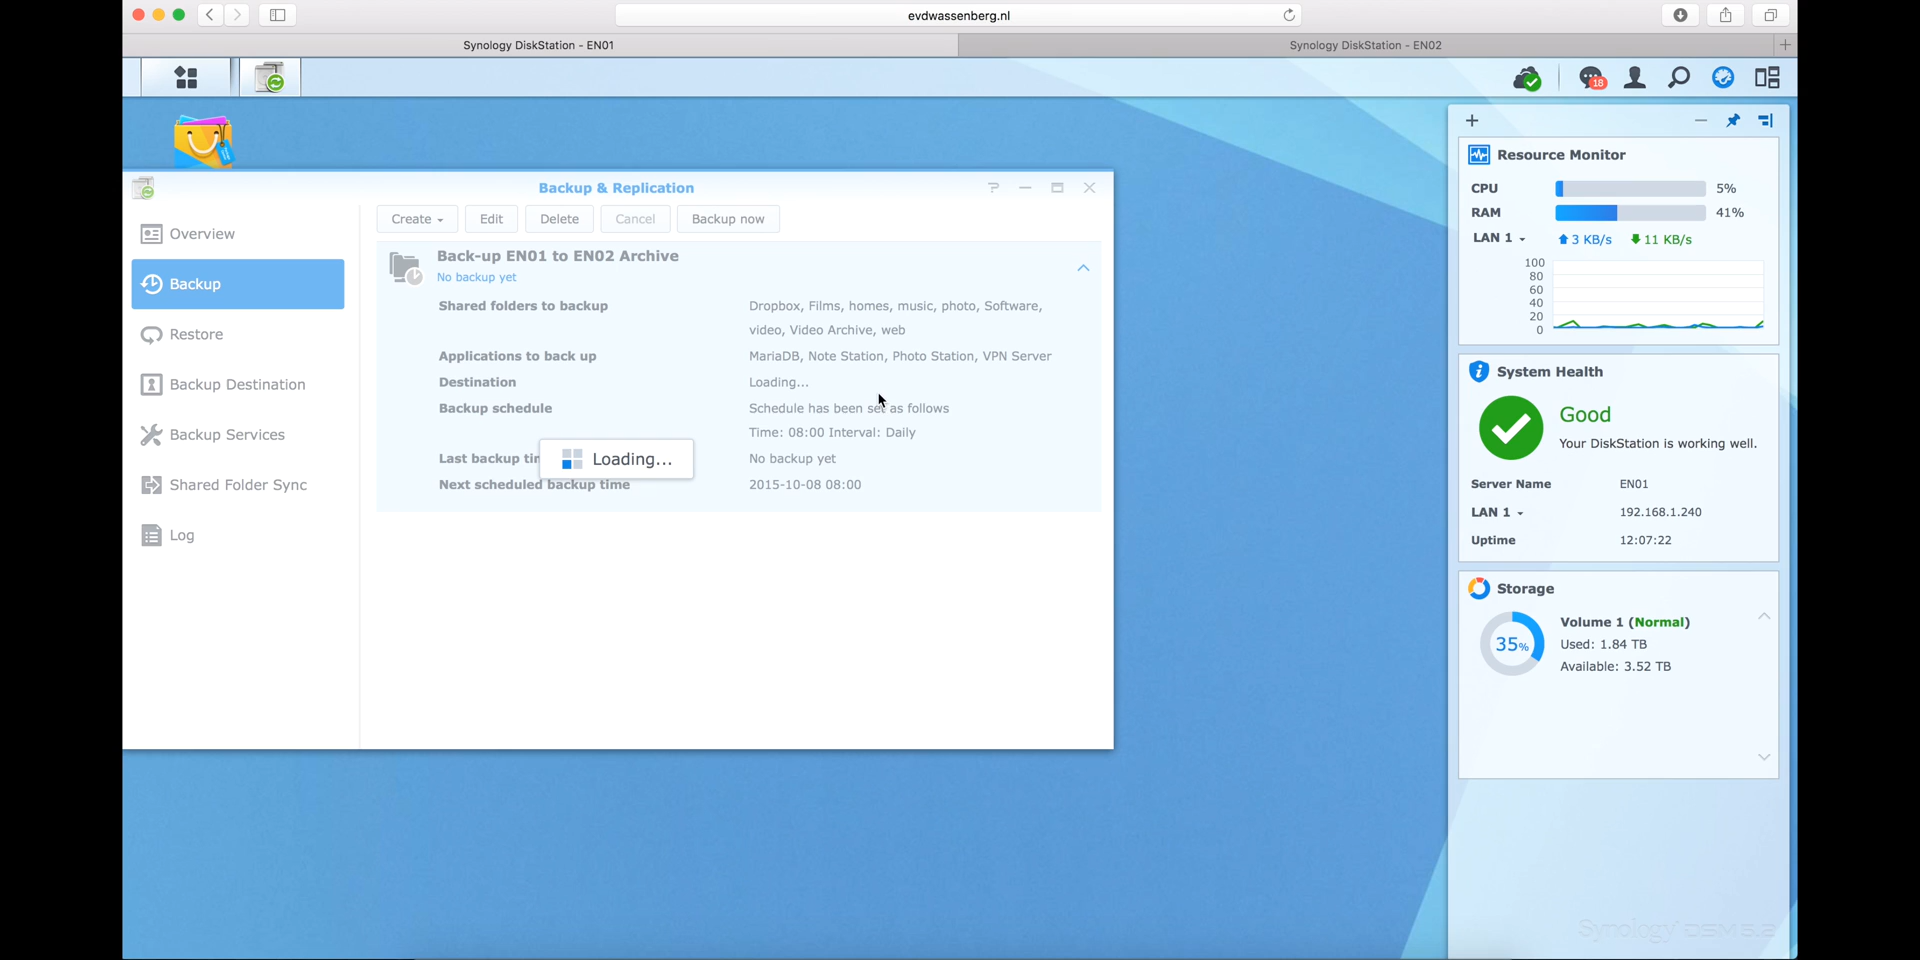 evdwassenberg.nl
Synology DiskStation - EN01
Synology DiskStation - EN02
18
Backup & Replication
Overview
Backup
Restore
Backup Destination
Backup Services
Shared Folder Sync
Log
Create
Edit
Delete
Cancel
Backup now
Back-up EN01 to EN02 Archive
No backup yet
Shared folders to backup
Dropbox, Films, homes, music, photo, Software,
video, Video Archive, web
Applications to back up
MariaDB, Note Station, Photo Station, VPN Server
Destination
Loading...
Backup schedule
Schedule has been set as follows
Time: 08:00 Interval: Daily
Last backup tim
No backup yet
Loading...
Next scheduled backup time
2015-10-08 08:00
Resource Monitor
CPU
5%
RAM
41%
LAN 1
3 KB/s
11 KB/s
100
80
60
40
20
0
System Health
Good
Your DiskStation is working well.
Server Name
EN01
LAN 1
192.168.1.240
Uptime
12:07:22
Storage
35%
Volume 1 (Normal)
Used: 1.84 TB
Available: 3.52 TB
Synology DSM 5.2